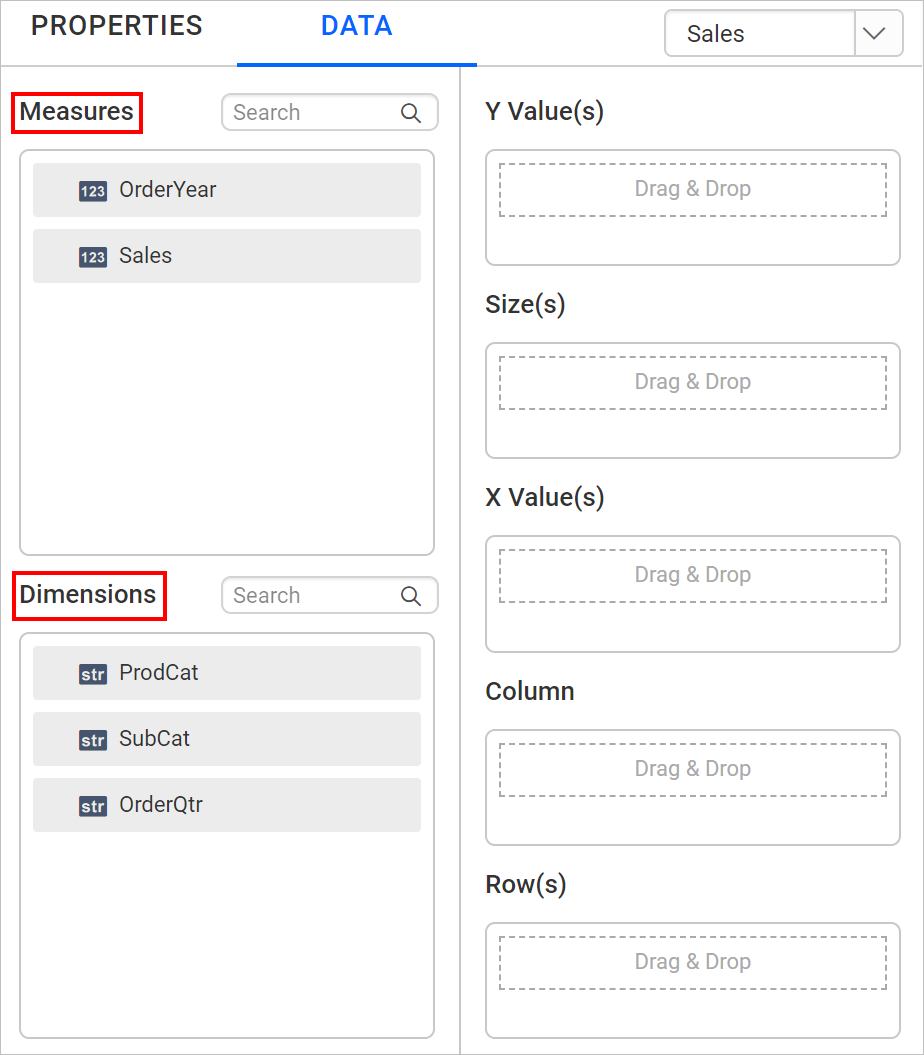 PROPERTIES
DATA
Sales
Measures
Search
123 OrderYear
123 Sales
Dimensions
Search
str ProdCat
str SubCat
str OrderQtr
Y Value(s)
Drag & Drop
Size(s)
Drag & Drop
X Value(s)
Drag & Drop
Column
Drag & Drop
Row(s)
Drag & Drop